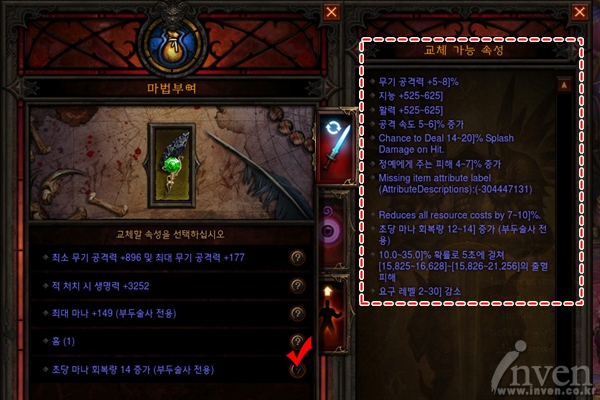 마법부여
교체할 속성을 선택하십시오
최소 무기 공격력 +896 및 최대 무기 공격력 +177
적 처치 시 생명력 +3252
최대 마나 +149 (부두술사 전용)
홈 (1)
초당 마나 회복량 14 증가 (부두술사 전용)
교체 가능 속성
무기 공격력 +5~8]%
지능 +525~625]
활력 +525~625]
공격 속도 5~6]% 증가
Chance to Deal 14~20]% Splash
Damage on Hit.
정예에게 주는 피해 4~7]% 증가
Missing item attribute label
(AttributeDescriptions):(-304447131)
Reduces all resource costs by 7~10]%.
초당 마나 회복량 12~14] 증가 (부두술사 전
용)
10.0~35.0]% 확률로 5초에 걸쳐
[15,825~16,628]~[15,826~21,256]의 출혈
피해
요구 레벨 2~30] 감소
inven
www.inven.co.kr